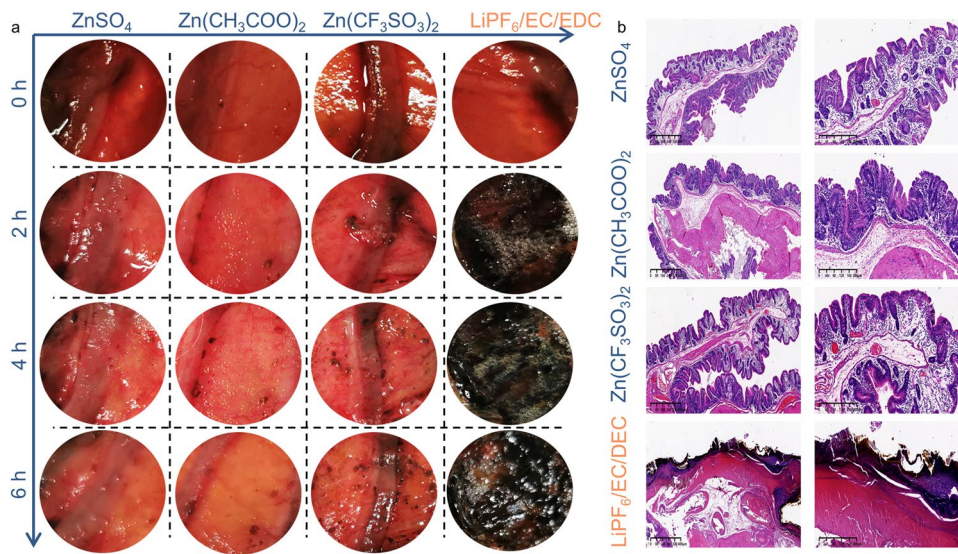 a
ZnSO4
Zn(CH3COO)2
Zn(CF3SO3)2
LiPF6/EC/EDC
0 h
2 h
4 h
6 h
b
ZnSO4
Zn(CH3COO)2
Zn(CF3SO3)2
LiPF6/EC/DEC